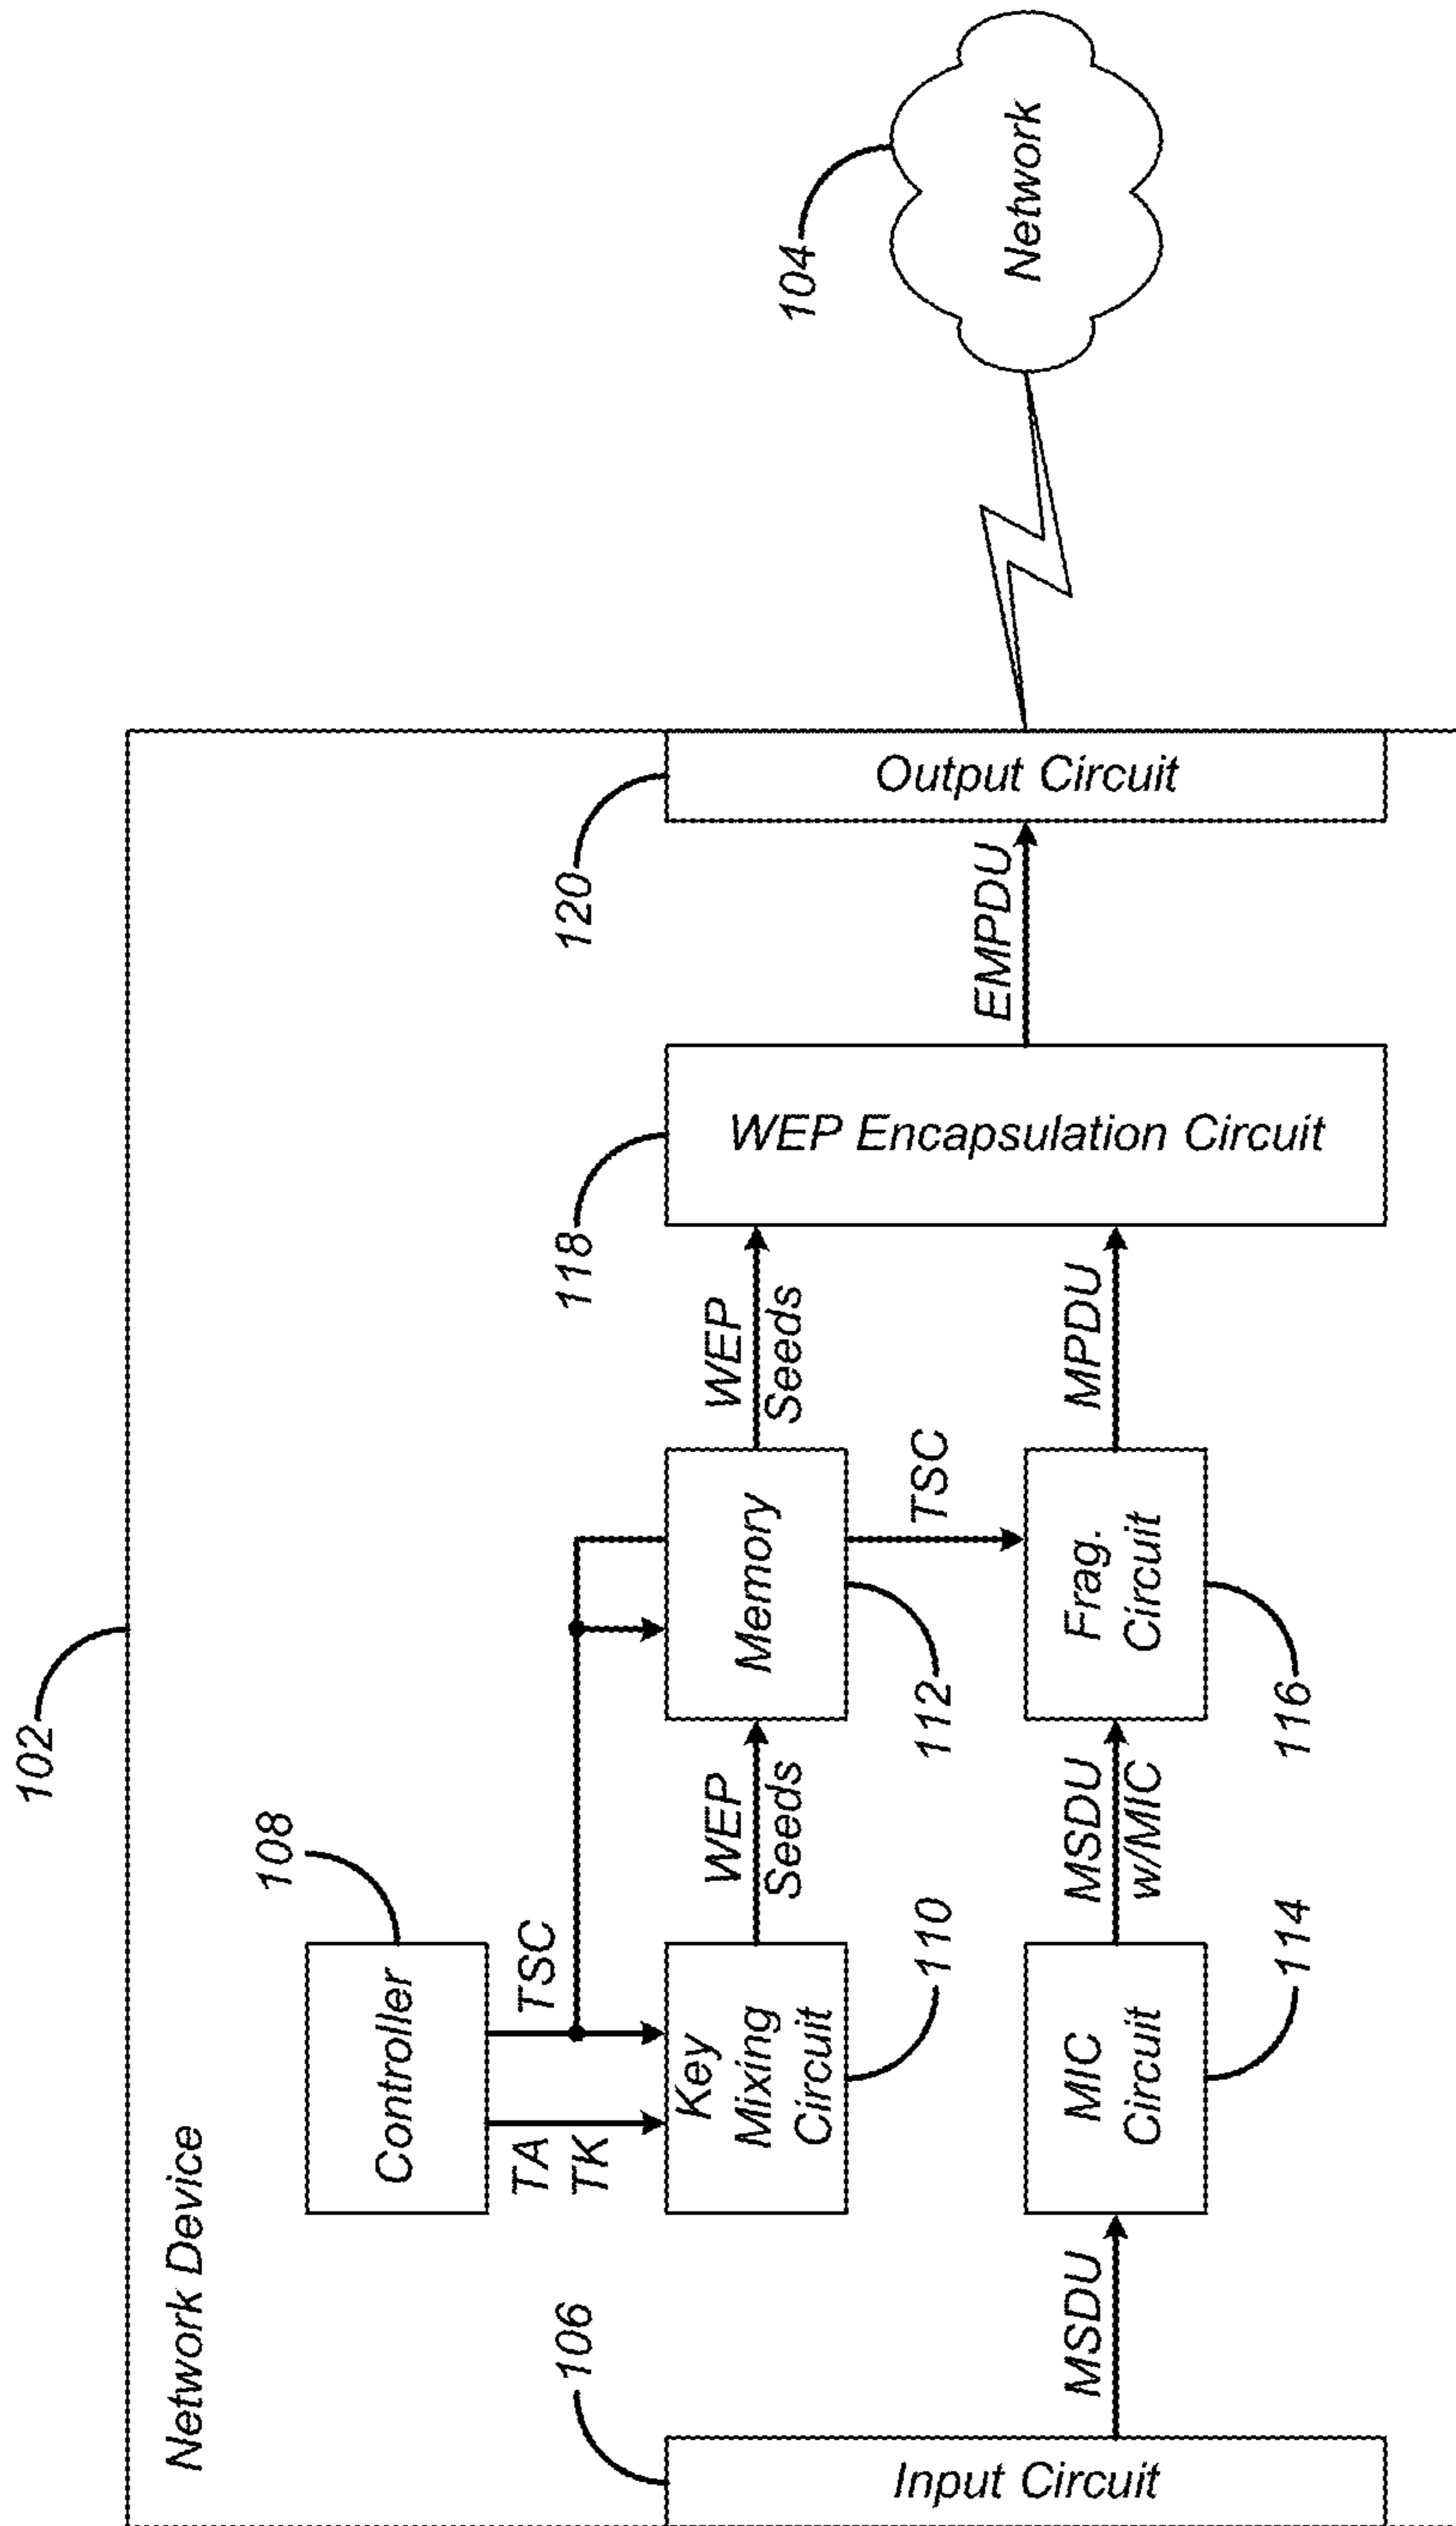 102
Network Device
108
Controller
TA
TK
TSC
106
Input Circuit
Key
Mixing
Circuit
110
WEP
Seeds
Memory
112
WEP
Seeds
TSC
118
WEP Encapsulation Circuit
MSDU
MIC
Circuit
114
MSDU
w/MIC
Frag.
Circuit
116
MPDU
EMPDU
120
Output Circuit
104
Network